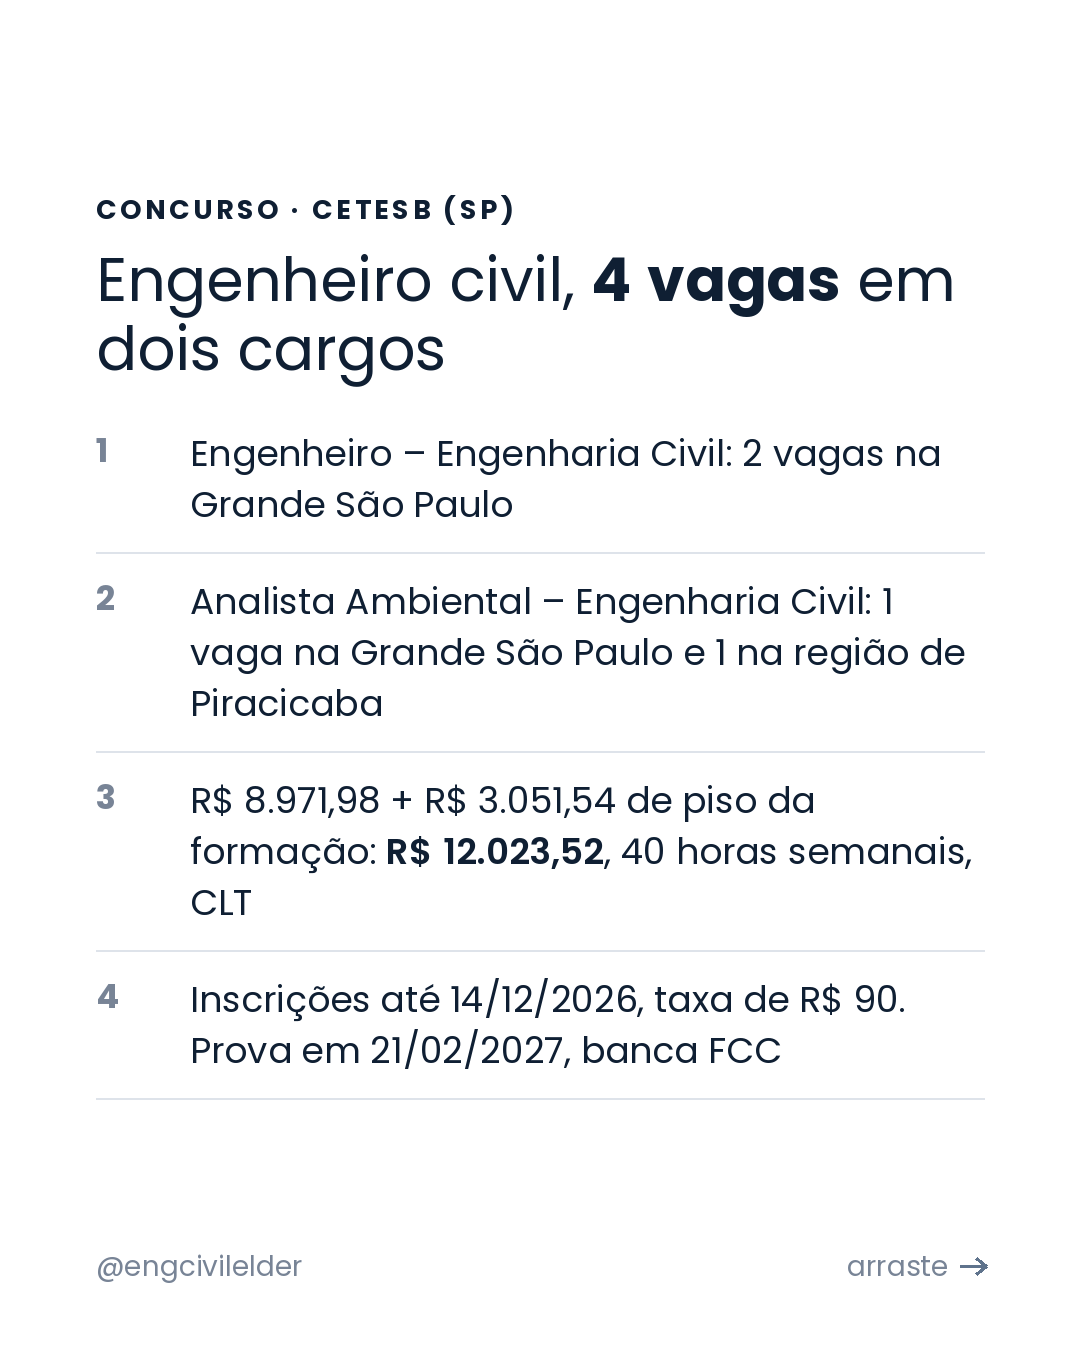 CONCURSO · CETESB (SP)
Engenheiro civil, 4 vagas em
dois cargos
1 Engenheiro – Engenharia Civil: 2 vagas na
Grande São Paulo
2 Analista Ambiental – Engenharia Civil: 1
vaga na Grande São Paulo e 1 na região de
Piracicaba
3 R$ 8.971,98 + R$ 3.051,54 de piso da
formação: R$ 12.023,52, 40 horas semanais,
CLT
4 Inscrições até 14/12/2026, taxa de R$ 90.
Prova em 21/02/2027, banca FCC
@engcivilelder
arraste →